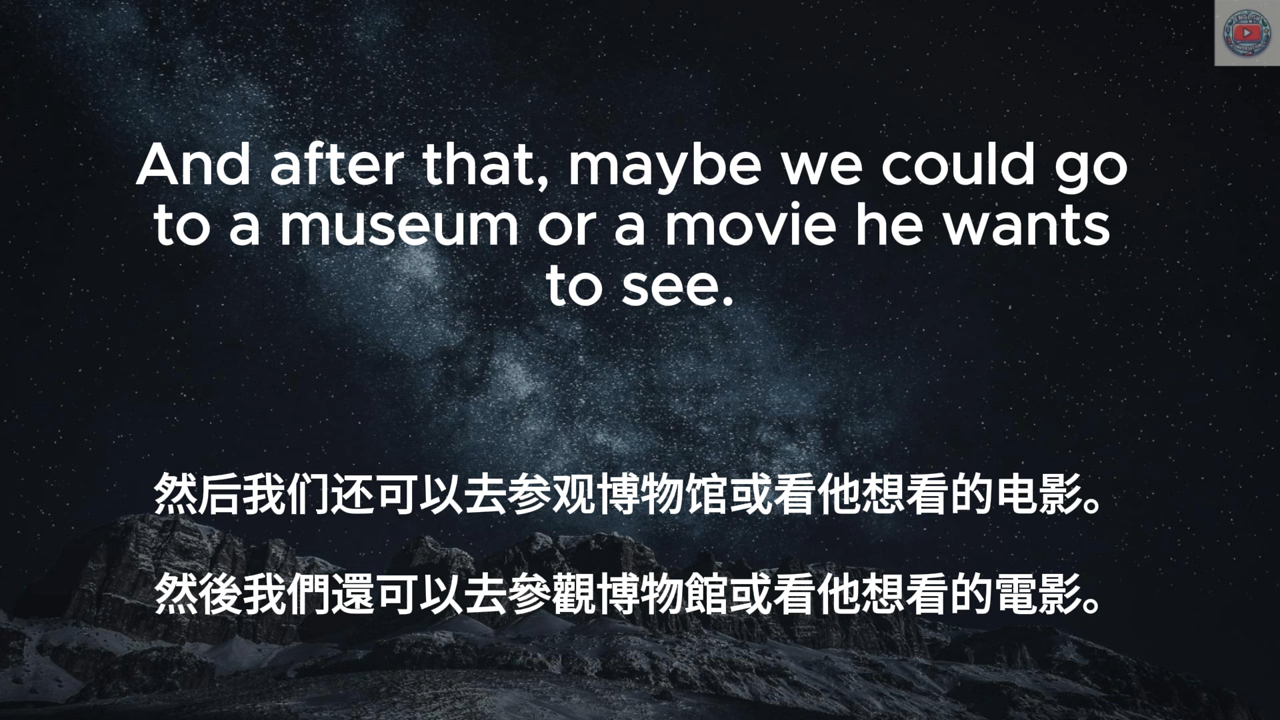 And after that, maybe we could go
to a museum or a movie he wants
to see.
然后我们还可以去参观博物馆或看他想看的电影。
然後我們還可以去參觀博物館或看他想看的電影。